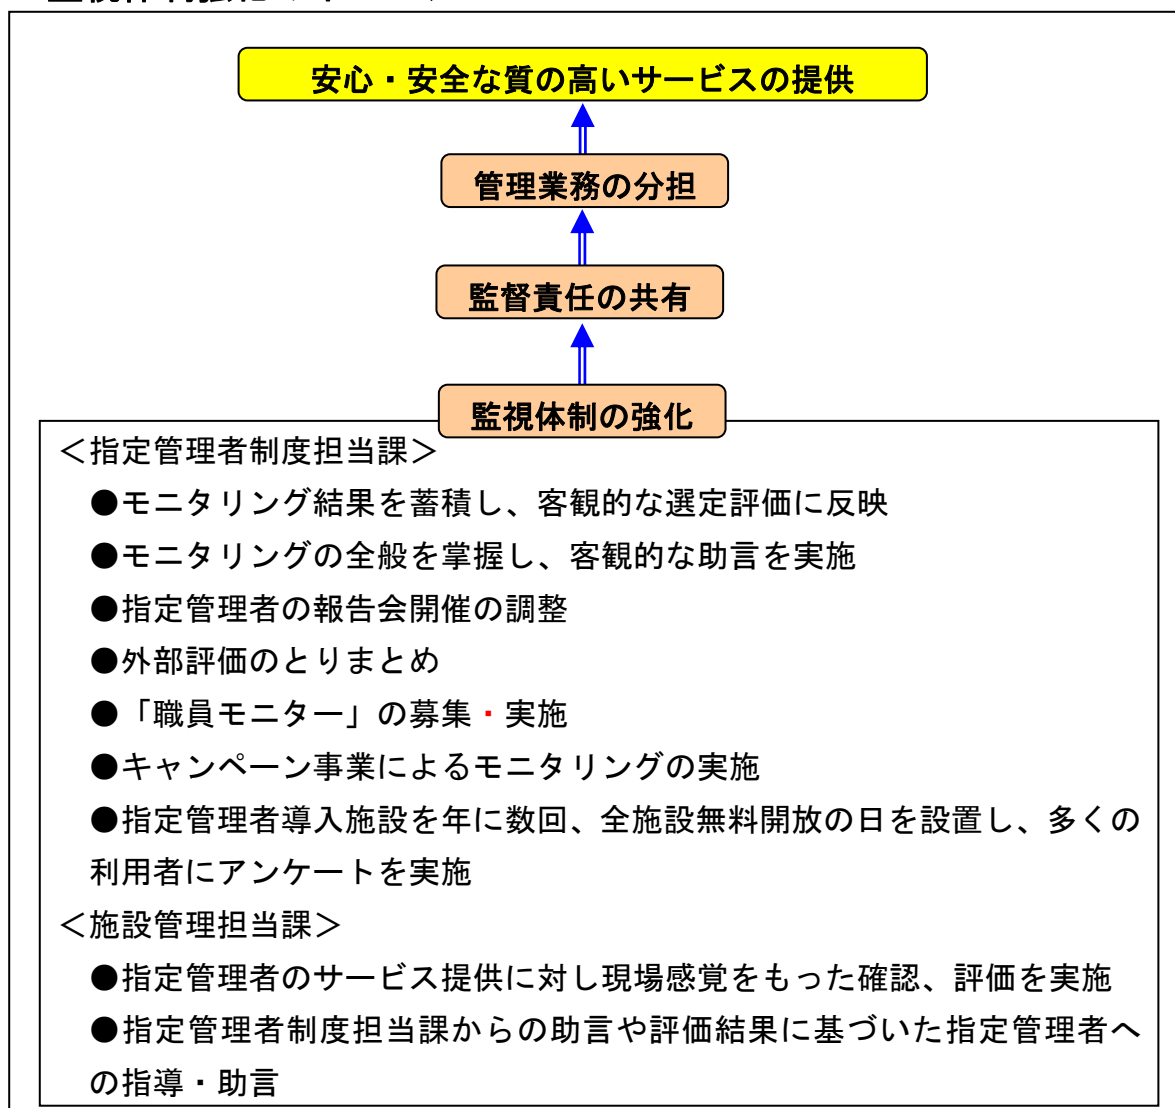 安心・安全な質の高いサービスの提供
管理業務の分担
監督責任の共有
監視体制の強化
＜指定管理者制度担当課＞
●モニタリング結果を蓄積し、客観的な選定評価に反映
●モニタリングの全般を掌握し、客観的な助言を実施
●指定管理者の報告会開催の調整
●外部評価のとりまとめ
●「職員モニター」の募集・実施
●キャンペーン事業によるモニタリングの実施
●指定管理者導入施設を年に数回、全施設無料開放の日を設置し、多くの
利用者にアンケートを実施
＜施設管理担当課＞
●指定管理者のサービス提供に対し現場感覚をもった確認、評価を実施
●指定管理者制度担当課からの助言や評価結果に基づいた指定管理者へ
の指導・助言